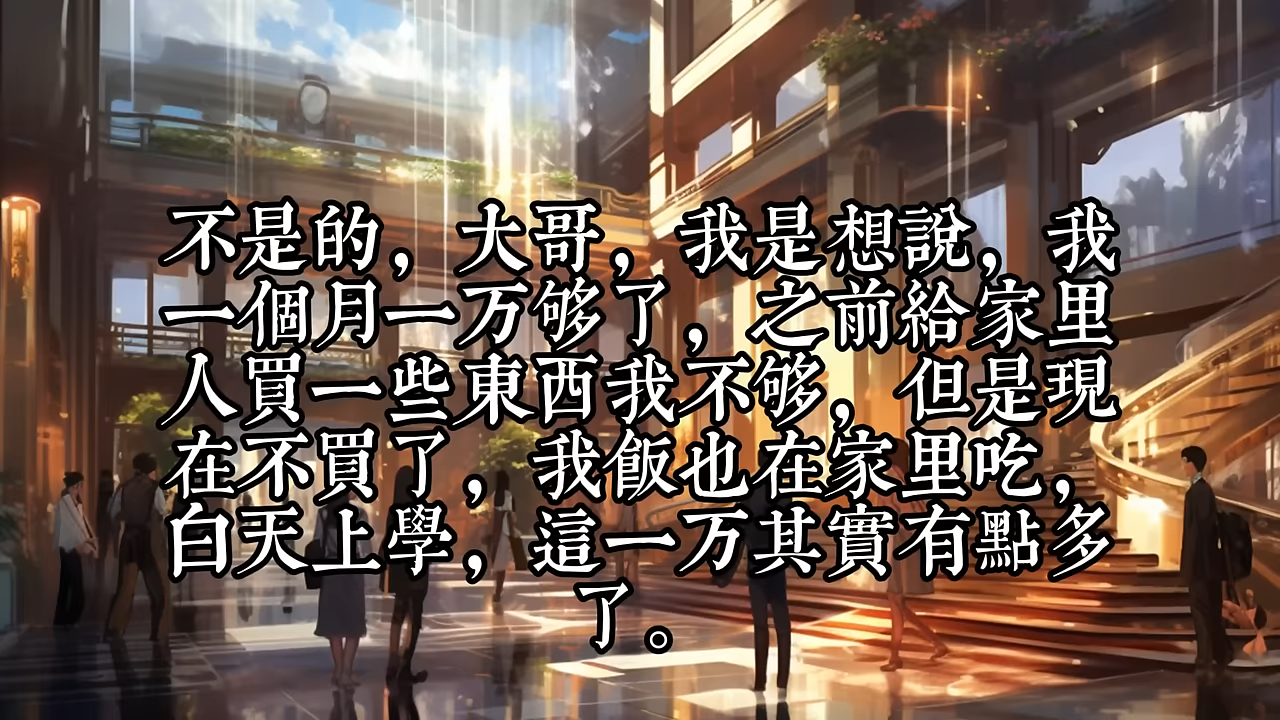 不是的，大哥，我是想說，我
一個月一万够了，之前給家里
人買一些東西我不够，但是現
在不買了，我飯也在家里吃，
白天上學，這一万其實有點多
了。